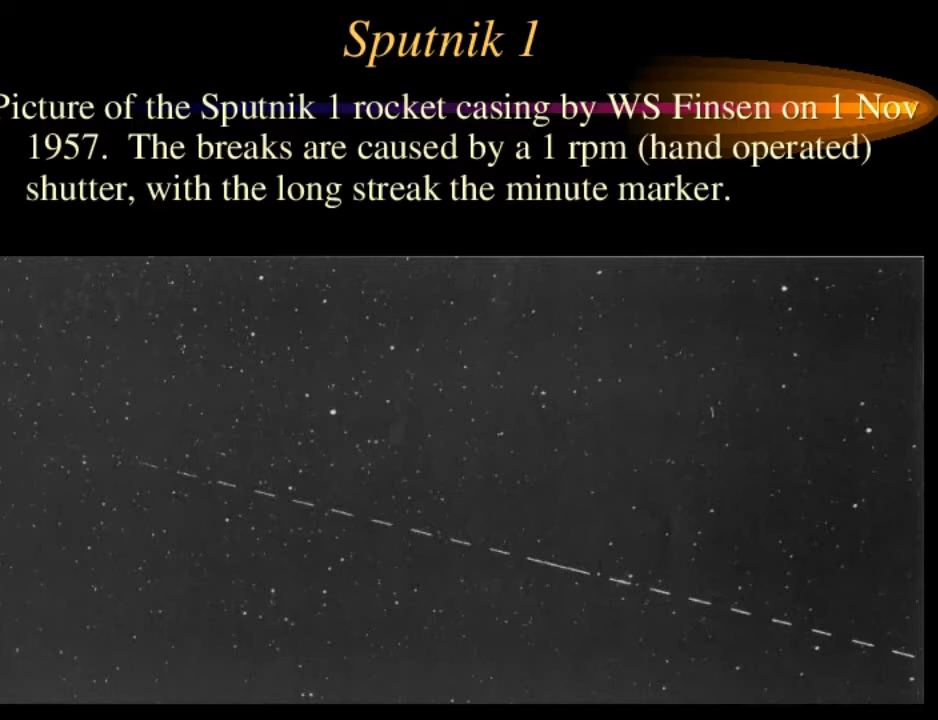 Sputnik 1
Picture of the Sputnik 1 rocket casing by WS Finsen on 1 Nov
1957. The breaks are caused by a 1 rpm (hand operated)
shutter, with the long streak the minute marker.